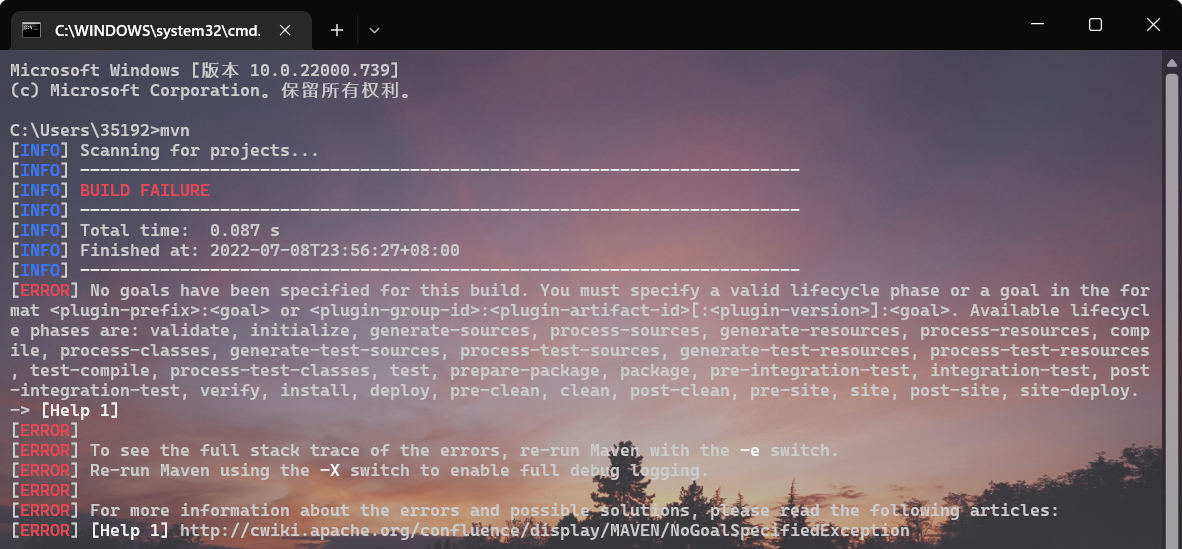 C:\WINDOWS\system32\cmd.
Microsoft Windows [版本 10.0.22000.739]
(c) Microsoft Corporation。保留所有权利。
C:\Users\35192>mvn
[INFO] Scanning for projects...
[INFO] ------------------------------------------------------------------------
[INFO] BUILD FAILURE
[INFO] ------------------------------------------------------------------------
[INFO] Total time:  0.087 s
[INFO] Finished at: 2022-07-08T23:56:27+08:00
[INFO] ------------------------------------------------------------------------
[ERROR] No goals have been specified for this build. You must specify a valid lifecycle phase or a goal in the for
mat <plugin-prefix>:<goal> or <plugin-group-id>:<plugin-artifact-id>[:<plugin-version>]:<goal>. Available lifecycl
e phases are: validate, initialize, generate-sources, process-sources, generate-resources, process-resources, comp
ile, process-classes, generate-test-sources, process-test-sources, generate-test-resources, process-test-resources
, test-compile, process-test-classes, test, prepare-package, package, pre-integration-test, integration-test, post
-integration-test, verify, install, deploy, pre-clean, clean, post-clean, pre-site, site, post-site, site-deploy.
-> [Help 1]
[ERROR]
[ERROR] To see the full stack trace of the errors, re-run Maven with the -e switch.
[ERROR] Re-run Maven using the -X switch to enable full debug logging.
[ERROR]
[ERROR] For more information about the errors and possible solutions, please read the following articles:
[ERROR] [Help 1] http://cwiki.apache.org/confluence/display/MAVEN/NoGoalSpecifiedException